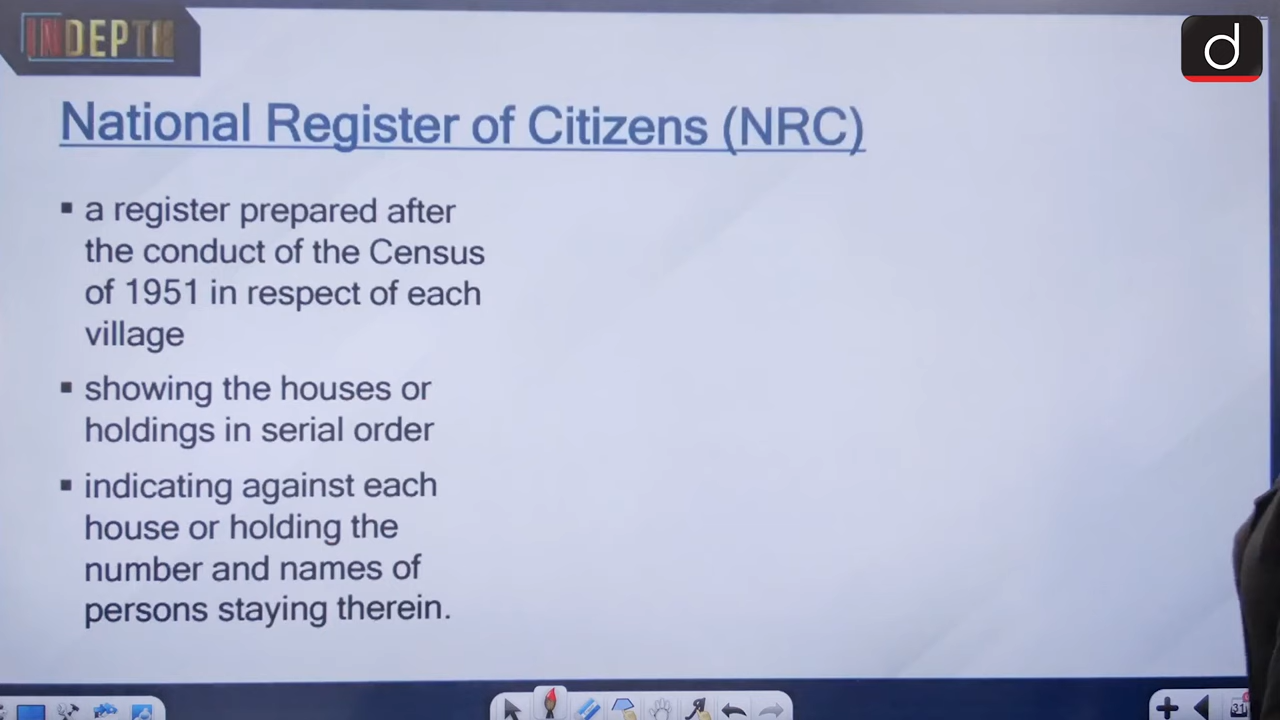 INDEPTH
d
National Register of Citizens (NRC)
▪ a register prepared after
the conduct of the Census
of 1951 in respect of each
village
▪ showing the houses or
holdings in serial order
▪ indicating against each
house or holding the
number and names of
persons staying therein.
31